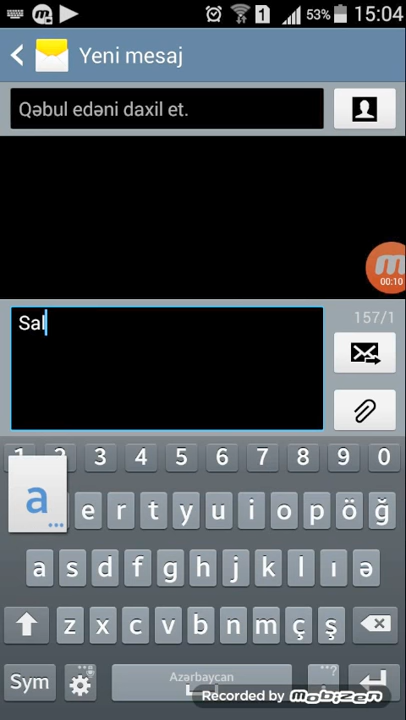 1 53% 15:04
Yeni mesaj
Qəbul edəni daxil et.
00:10
Sal
157/1
1 2 3 4 5 6 7 8 9 0
a e r t y u i o p ö ğ
a s d f g h j k l ı ə
z x c v b n m ç ş
Sym Azərbaycan
Recorded by mobizen